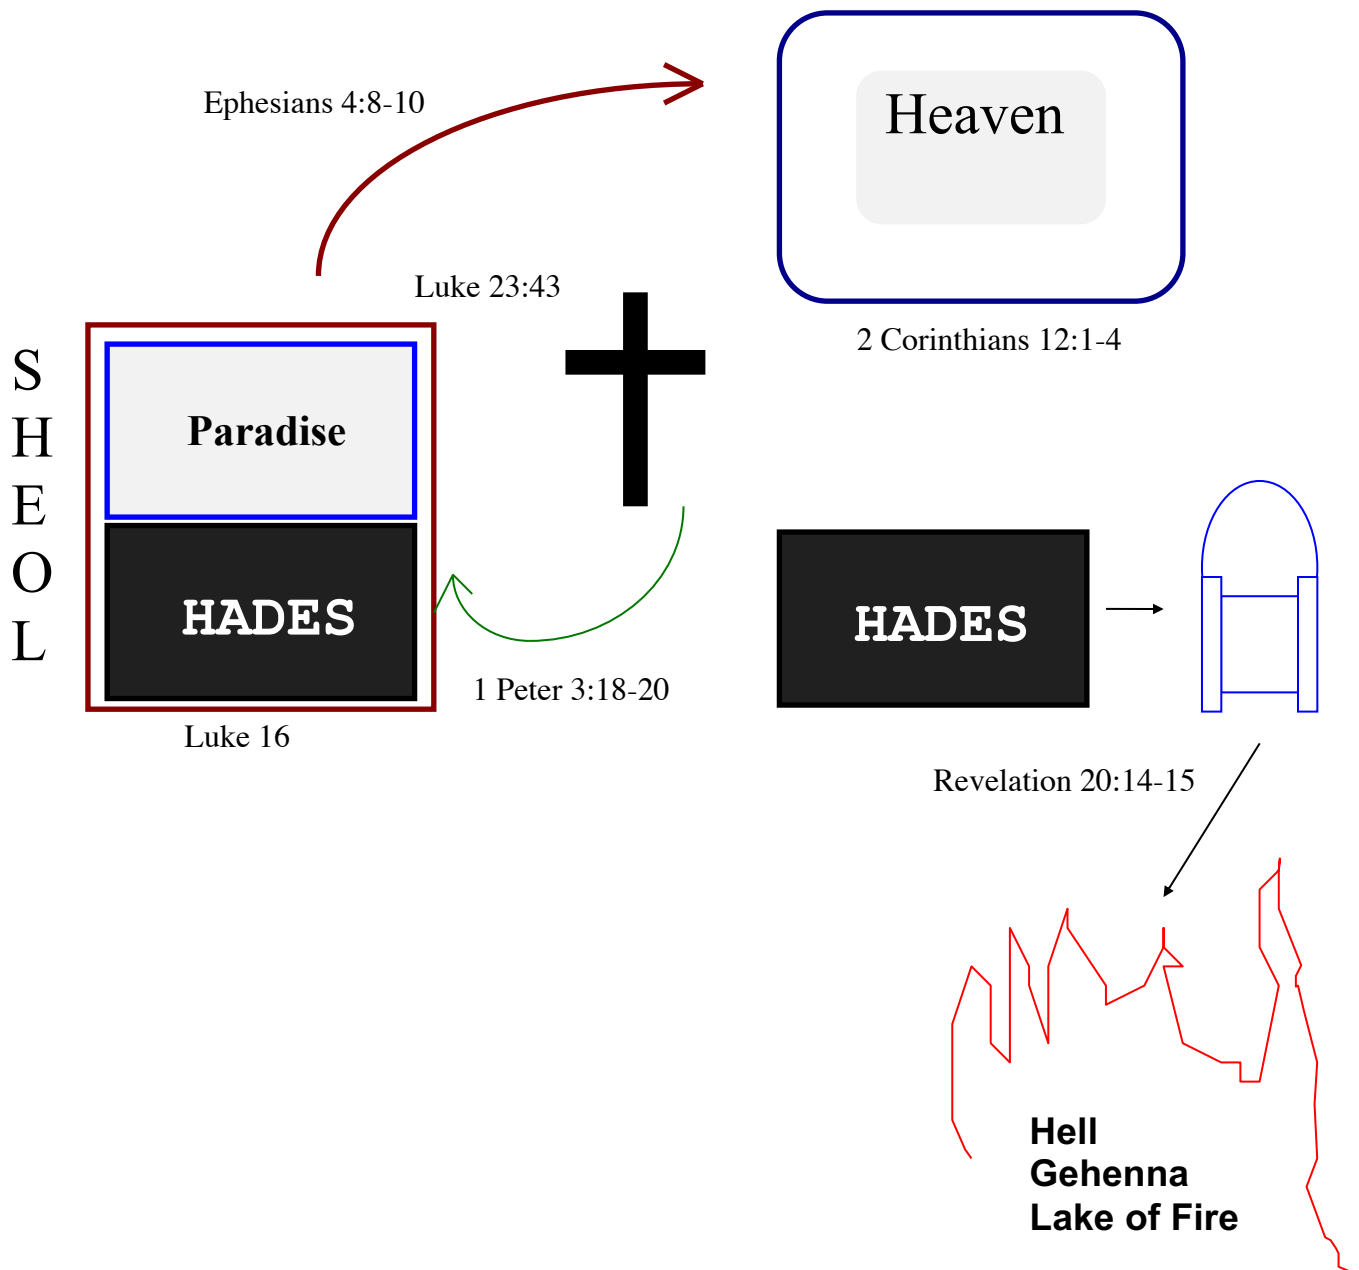 Ephesians 4:8-10
Heaven
Luke 23:43
2 Corinthians 12:1-4
S
H
E
O
L
Paradise
HADES
HADES
1 Peter 3:18-20
Luke 16
Revelation 20:14-15
Hell
Gehenna
Lake of Fire